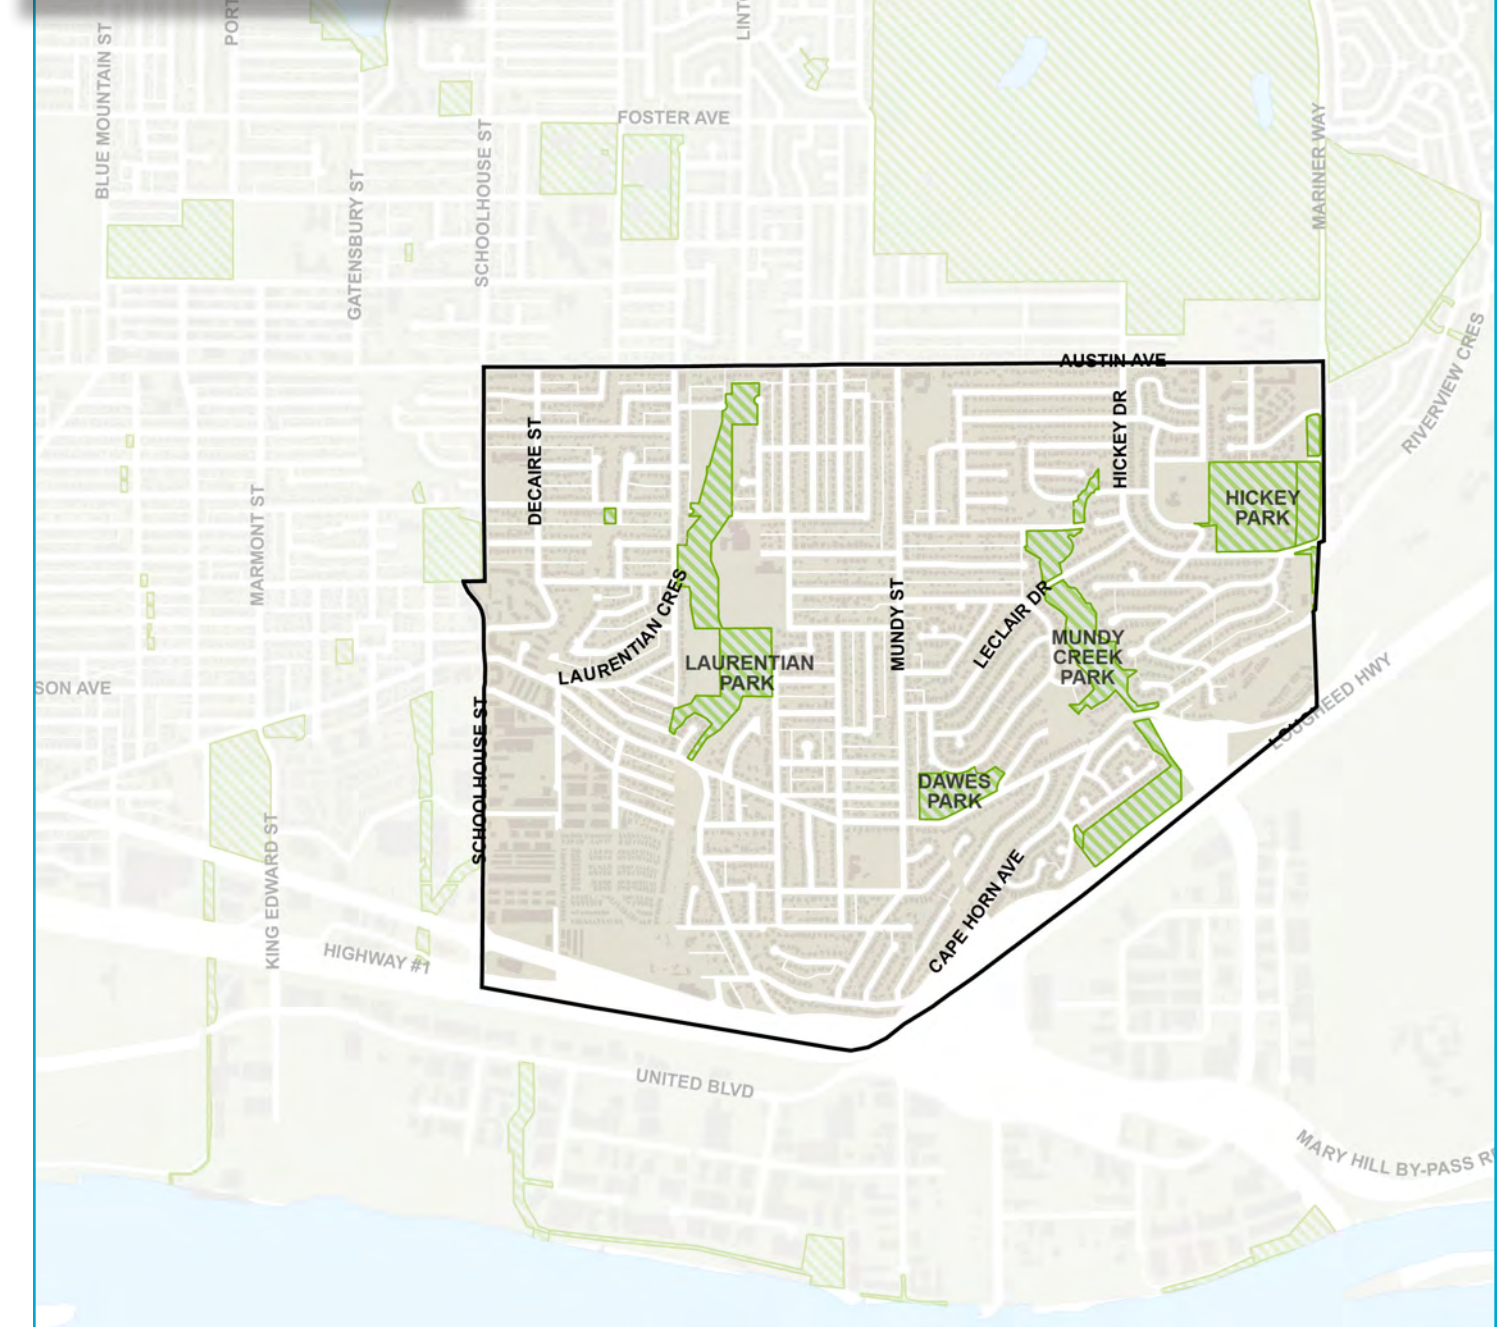 BLUE MOUNTAIN ST
PORT
LINT
FOSTER AVE
SCHOOLHOUSE ST
GATENSBURY ST
MARINER WAY
RIVERVIEW CRES
AUSTIN AVE
DECAIRE ST
HICKEY DR
HICKEY
PARK
MARMONT ST
LAURENTIAN CRES
MUNDY ST
LECLAIR DR
LAURENTIAN
PARK
MUNDY
CREEK
PARK
SON AVE
LOUGHEED HWY
SCHOOLHOUSE ST
DAWES
PARK
KING EDWARD ST
CAPE HORN AVE
HIGHWAY #1
UNITED BLVD
MARY HILL BY-PASS R